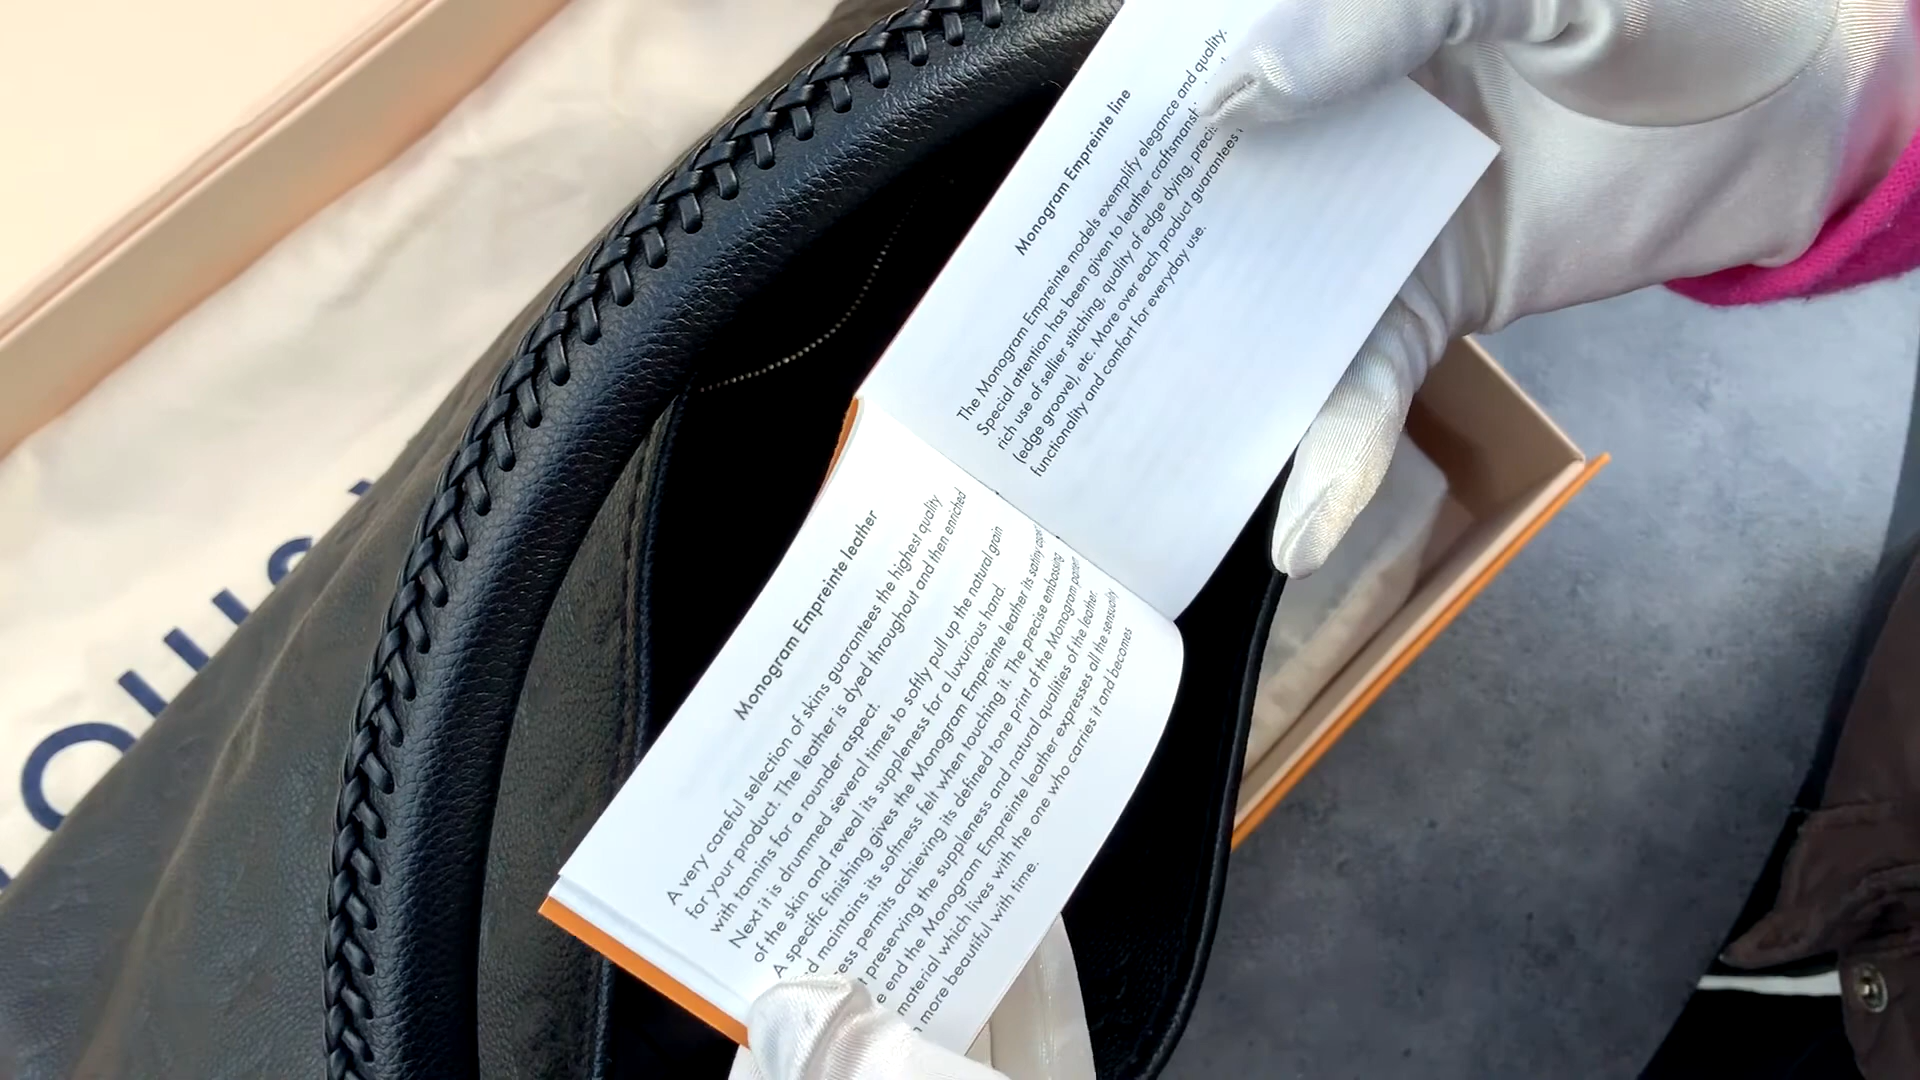 Monogram Empreinte leather
A very careful selection of skins guarantees the highest quality
for your product. The leather is dyed throughout and then enriched
with tannins for a rounder aspect.
Next it is drummed several times to softly pull up the natural grain
of the skin and reveal its suppleness for a luxurious hand.
A specific finishing gives the Monogram Empreinte leather its satiny
maintains its softness felt when touching it. The precise embossing
permits achieving its defined tone print of the Monogram
preserving the suppleness and natural qualities of the leather.
end the Monogram Empreinte leather expresses all the sensuality
material which lives with the one who carries it and becomes
more beautiful with time.
Monogram Empreinte line
The Monogram Empreinte models exemplify elegance and quality.
Special attention has been given to leather
rich use of sellier stitching, quality of edge dying,
(edge groove), etc. More over each product guarantees
functionality and comfort for everyday use.